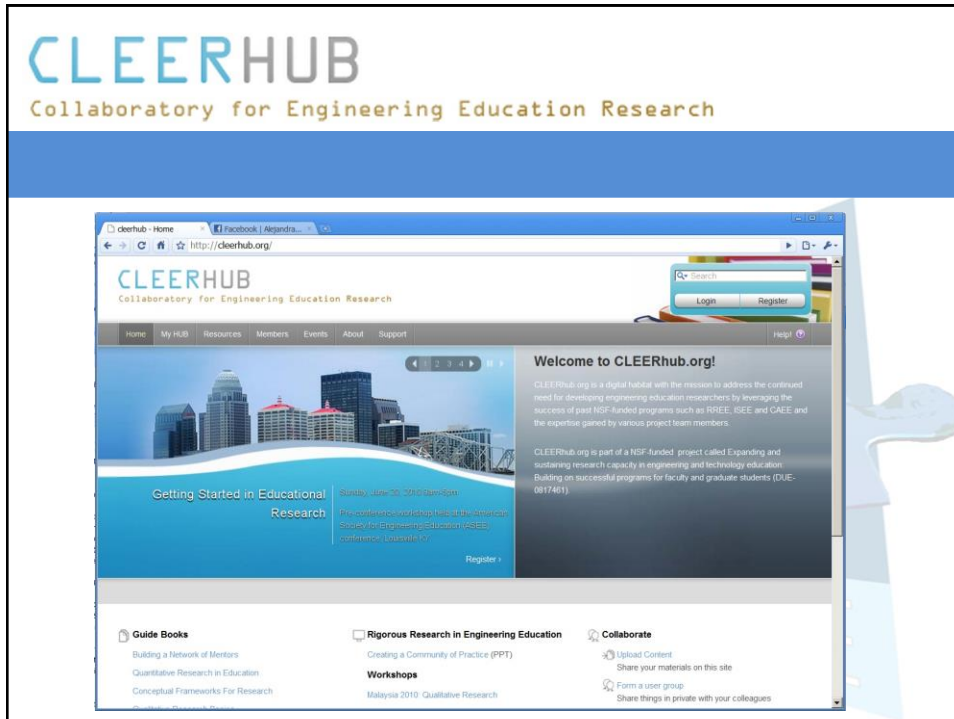 CLEERHUB
Collaboratory for Engineering Education Research
cleerhub - Home
Facebook | Alejandra...
http://cleerhub.org/
CLEERHUB
Collaboratory for Engineering Education Research
Search
Login Register
Home My HUB Resources Members Events About Support Help!
1 2 3 4
Welcome to CLEERhub.org!
CLEERhub.org is a digital habitat with the mission to address the continued
need for developing engineering education researchers by leveraging the
success of past NSF-funded programs such as RREE, ISEE and CAEE and
the expertise gained by various project team members.
CLEERhub.org is part of a NSF-funded project called Expanding and
sustaining research capacity in engineering and technology education:
Building on successful programs for faculty and graduate students (DUE-
0817461).
Getting Started in Educational
Research
Sunday, June 20, 2010 9am-5pm
Pre-conference workshop held at the American
Society for Engineering Education (ASEE)
conference, Louisville KY
Register ›
Guide Books
Building a Network of Mentors
Quantitative Research in Education
Conceptual Frameworks For Research
Rigorous Research in Engineering Education
Creating a Community of Practice (PPT)
Workshops
Malaysia 2010: Qualitative Research
Collaborate
Upload Content
Share your materials on this site
Form a user group
Share things in private with your colleagues